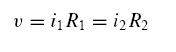 v = i₁R₁ = i₂R₂